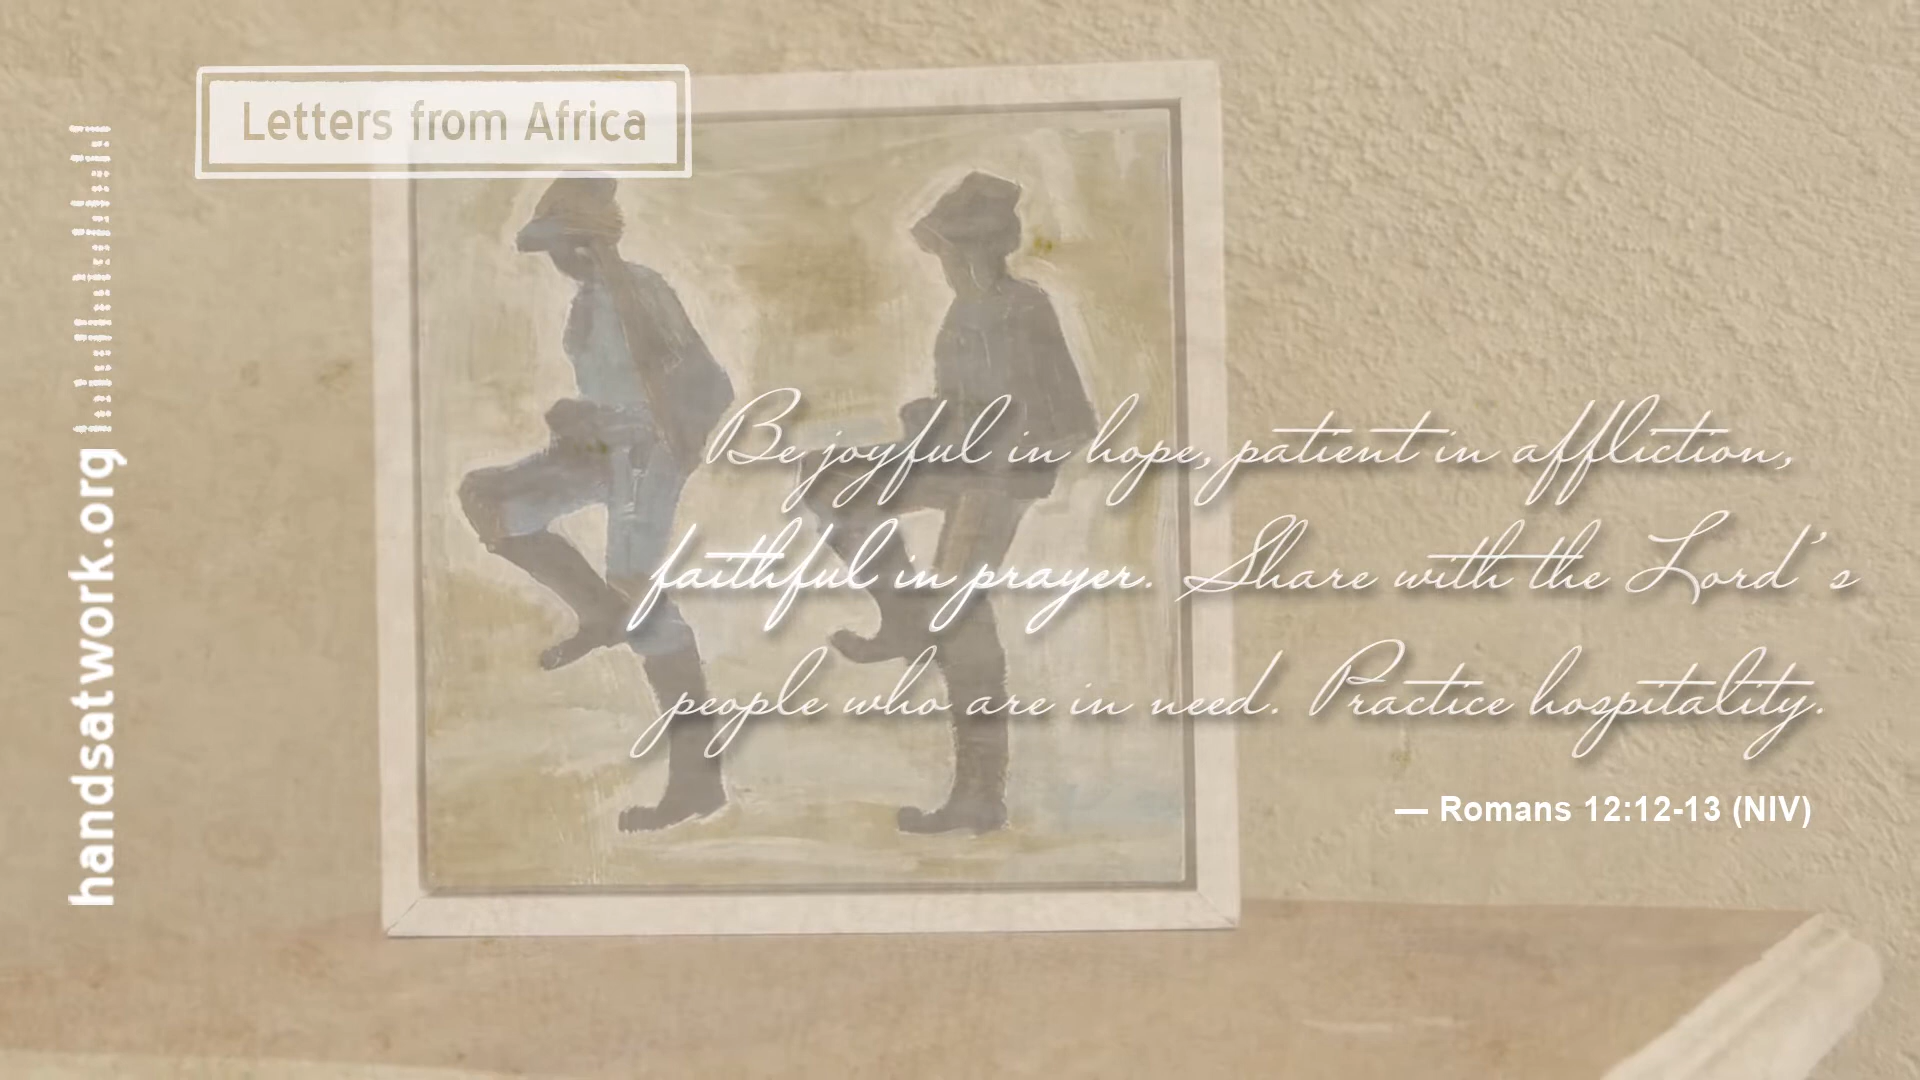 Letters from Africa
handsatwork.org
Be joyful in hope, patient in affliction,
faithful in prayer. Share with the Lord's
people who are in need. Practice hospitality.
— Romans 12:12-13 (NIV)